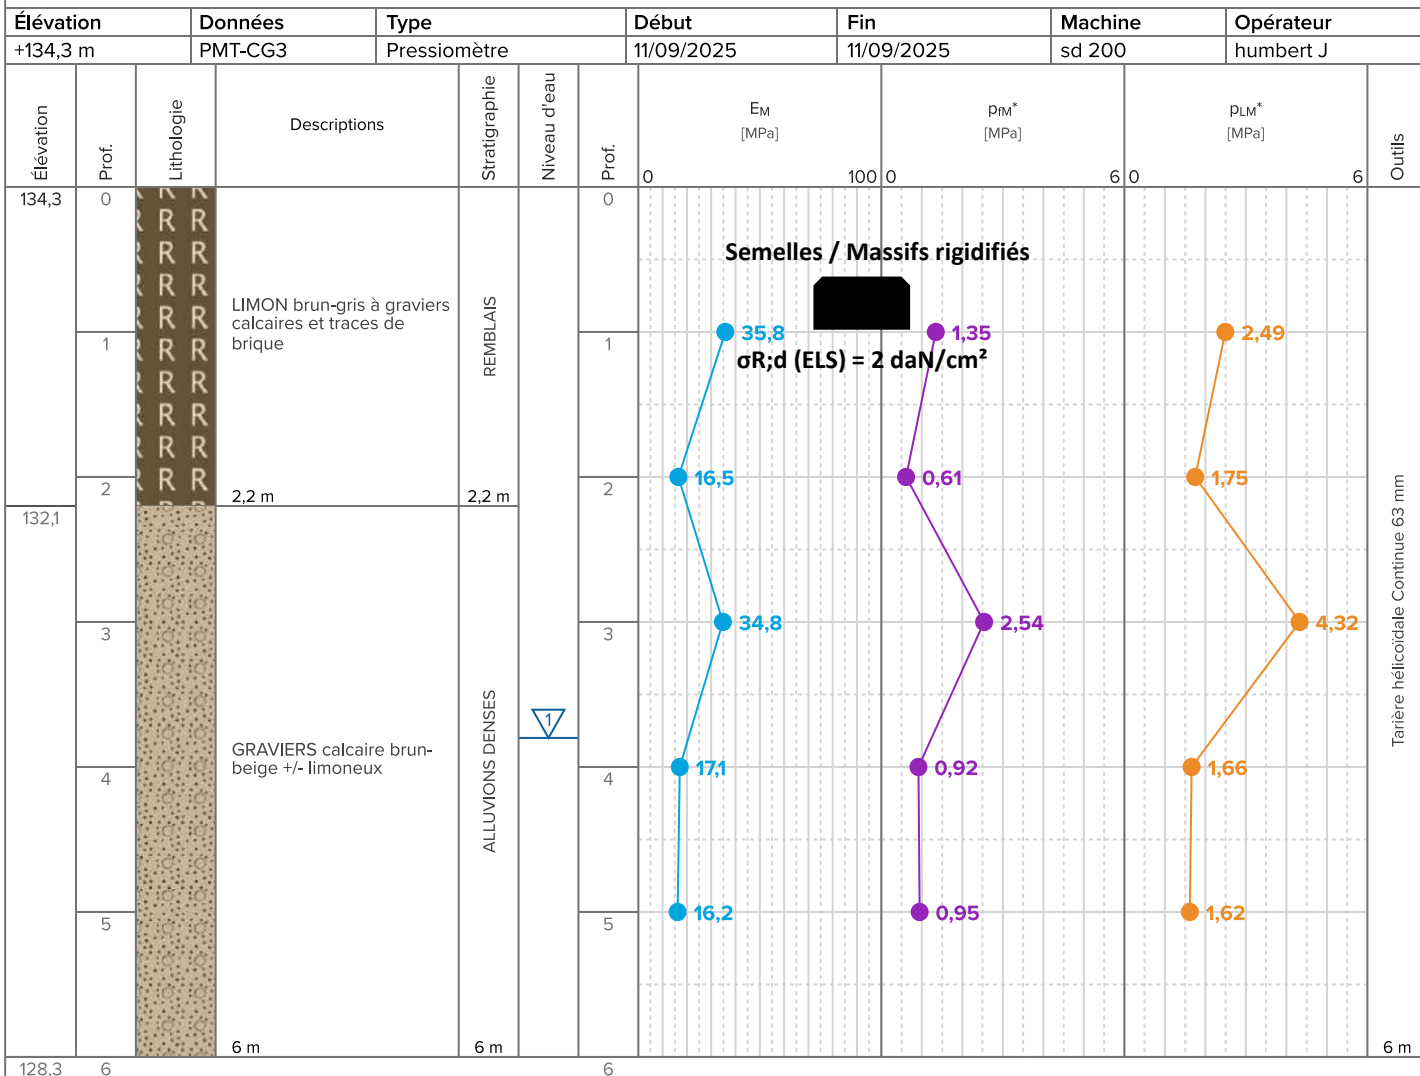 Élévation Données Type Début Fin Machine Opérateur
+134,3 m PMT-CG3 Pressiomètre 11/09/2025 11/09/2025 sd 200 humbert J
Élévation
Prof.
Lithologie
Descriptions
Stratigraphie
Niveau d'eau
Prof.
EM
[MPa]
pfM*
[MPa]
pLM*
[MPa]
Outils
0 100 0 6 0 6
134,3 0 0
R R R
Semelles / Massifs rigidifiés
LIMON brun-gris à graviers
calcaires et traces de
brique
REMBLAIS
1 1 35,8 1,35 2,49
σR;d (ELS) = 2 daN/cm²
2 2 16,5 0,61 1,75
2,2 m 2,2 m
132,1
3 3 34,8 2,54 4,32
Tarière hélicoïdale Continue 63 mm
ALLUVIONS DENSES
1
GRAVIERS calcaire brun-
beige +/- limoneux
4 4 17,1 0,92 1,66
5 5 16,2 0,95 1,62
6 m 6 m 6 m
128,3 6 6